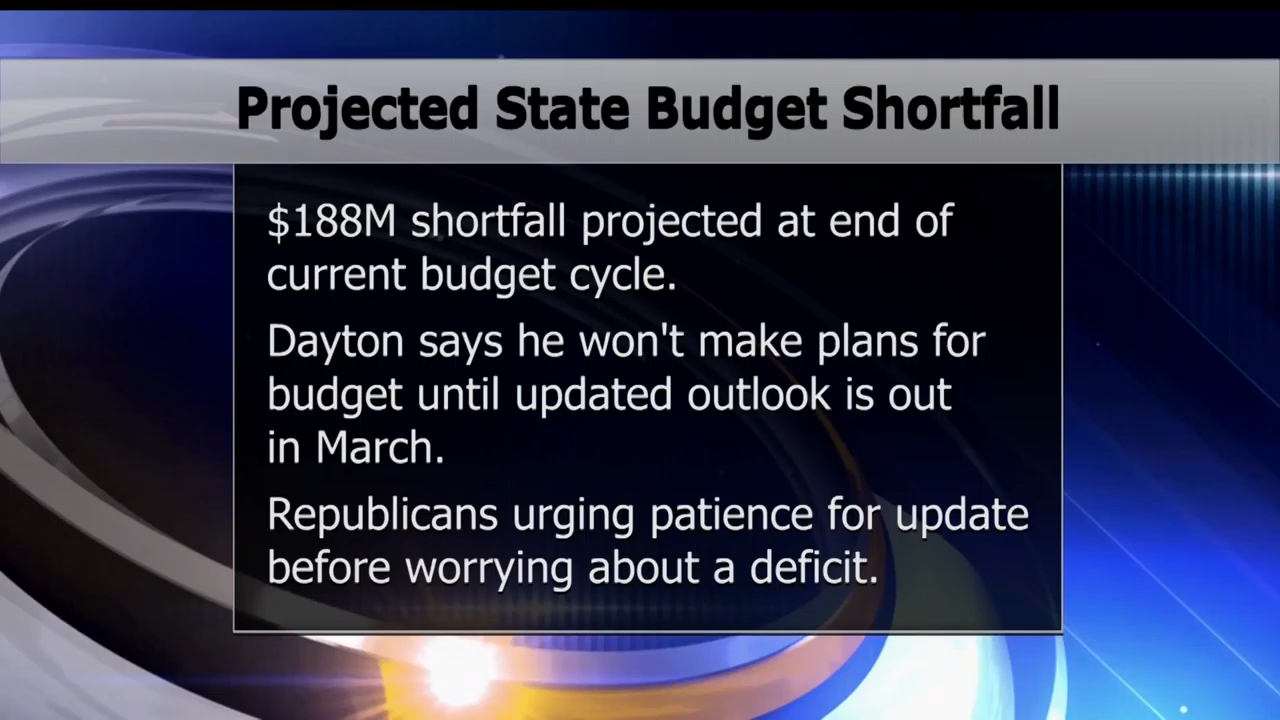 Projected State Budget Shortfall
$188M shortfall projected at end of
current budget cycle.
Dayton says he won't make plans for
budget until updated outlook is out
in March.
Republicans urging patience for update
before worrying about a deficit.